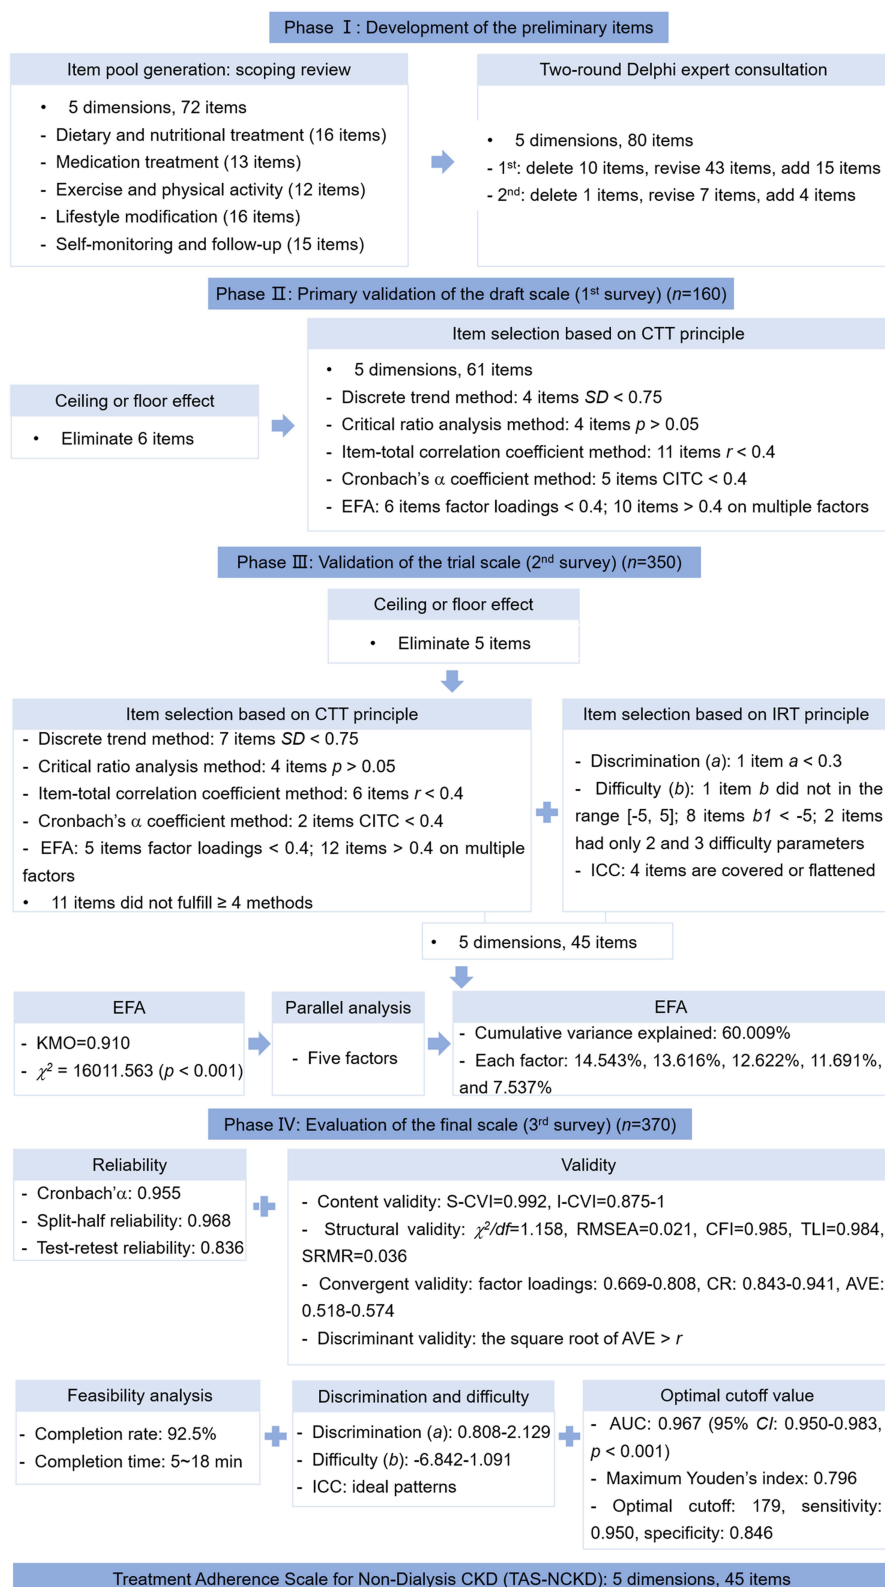 Phase Ⅰ: Development of the preliminary items
Item pool generation: scoping review
• 5 dimensions, 72 items
- Dietary and nutritional treatment (16 items)
- Medication treatment (13 items)
- Exercise and physical activity (12 items)
- Lifestyle modification (16 items)
- Self-monitoring and follow-up (15 items)
Two-round Delphi expert consultation
• 5 dimensions, 80 items
- 1st: delete 10 items, revise 43 items, add 15 items
- 2nd: delete 1 items, revise 7 items, add 4 items
Phase Ⅱ: Primary validation of the draft scale (1st survey) (n=160)
Ceiling or floor effect
• Eliminate 6 items
Item selection based on CTT principle
• 5 dimensions, 61 items
- Discrete trend method: 4 items SD < 0.75
- Critical ratio analysis method: 4 items p > 0.05
- Item-total correlation coefficient method: 11 items r < 0.4
- Cronbach's α coefficient method: 5 items CITC < 0.4
- EFA: 6 items factor loadings < 0.4; 10 items > 0.4 on multiple factors
Phase Ⅲ: Validation of the trial scale (2nd survey) (n=350)
Ceiling or floor effect
• Eliminate 5 items
Item selection based on CTT principle
- Discrete trend method: 7 items SD < 0.75
- Critical ratio analysis method: 4 items p > 0.05
- Item-total correlation coefficient method: 6 items r < 0.4
- Cronbach's α coefficient method: 2 items CITC < 0.4
- EFA: 5 items factor loadings < 0.4; 12 items > 0.4 on multiple
factors
• 11 items did not fulfill ≥ 4 methods
Item selection based on IRT principle
- Discrimination (a): 1 item a < 0.3
- Difficulty (b): 1 item b did not in the
range [-5, 5]; 8 items b1 < -5; 2 items
had only 2 and 3 difficulty parameters
- ICC: 4 items are covered or flattened
• 5 dimensions, 45 items
EFA
- KMO=0.910
- χ² = 16011.563 (p < 0.001)
Parallel analysis
- Five factors
EFA
- Cumulative variance explained: 60.009%
- Each factor: 14.543%, 13.616%, 12.622%, 11.691%,
and 7.537%
Phase Ⅳ: Evaluation of the final scale (3rd survey) (n=370)
Reliability
- Cronbach'α: 0.955
- Split-half reliability: 0.968
- Test-retest reliability: 0.836
Validity
- Content validity: S-CVI=0.992, I-CVI=0.875-1
- Structural validity: χ²/df=1.158, RMSEA=0.021, CFI=0.985, TLI=0.984,
SRMR=0.036
- Convergent validity: factor loadings: 0.669-0.808, CR: 0.843-0.941, AVE:
0.518-0.574
- Discriminant validity: the square root of AVE > r
Feasibility analysis
- Completion rate: 92.5%
- Completion time: 5~18 min
Discrimination and difficulty
- Discrimination (a): 0.808-2.129
- Difficulty (b): -6.842-1.091
- ICC: ideal patterns
Optimal cutoff value
- AUC: 0.967 (95% CI: 0.950-0.983,
p < 0.001)
- Maximum Youden's index: 0.796
- Optimal cutoff: 179, sensitivity:
0.950, specificity: 0.846
Treatment Adherence Scale for Non-Dialysis CKD (TAS-NCKD): 5 dimensions, 45 items